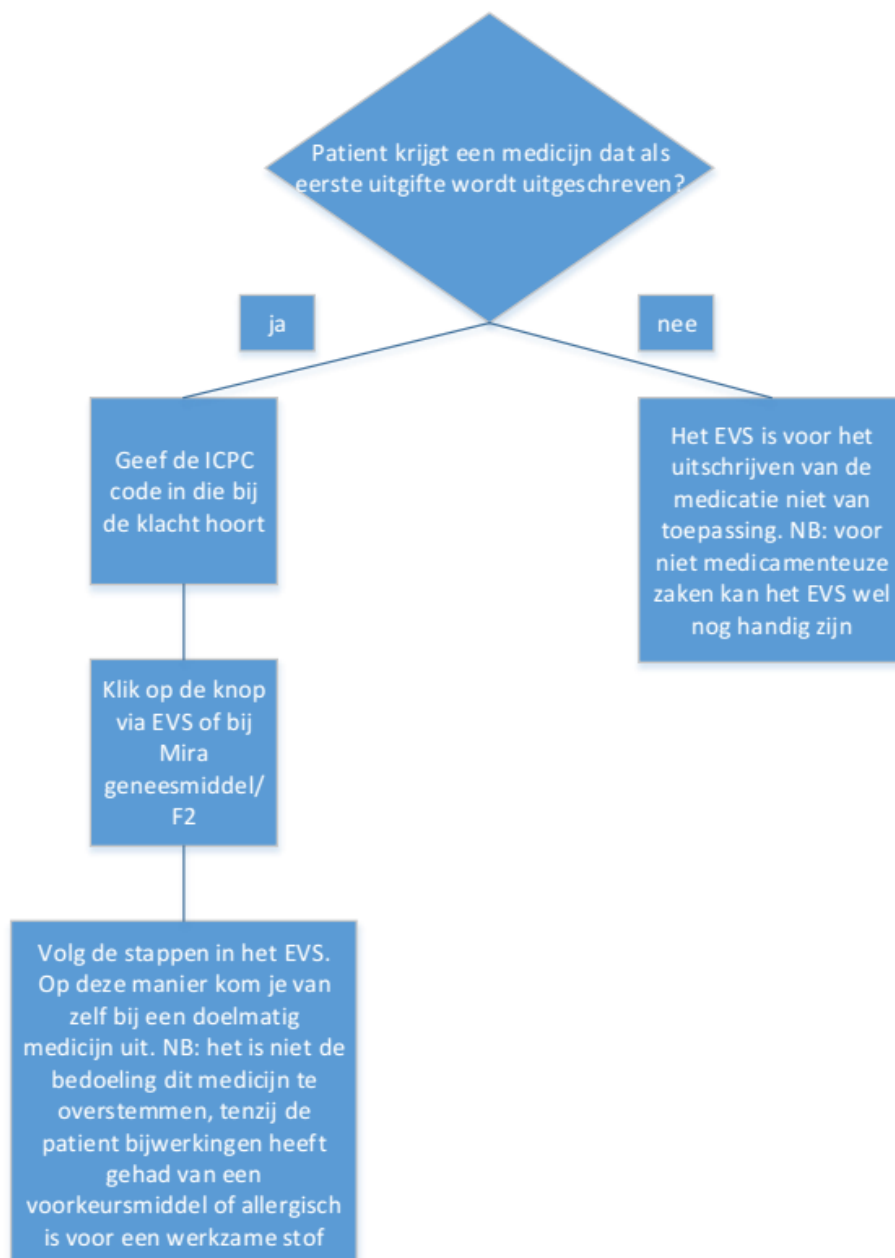 Patient krijgt een medicijn dat als
eerste uitgifte wordt uitgeschreven?
ja
nee
Geef de ICPC
code in die bij
de klacht hoort
Het EVS is voor het
uitschrijven van de
medicatie niet van
toepassing. NB: voor
niet medicamenteuze
zaken kan het EVS wel
nog handig zijn
Klik op de knop
via EVS of bij
Mira
geneesmiddel/
F2
Volg de stappen in het EVS.
Op deze manier kom je van
zelf bij een doelmatig
medicijn uit. NB: het is niet de
bedoeling dit medicijn te
overstemmen, tenzij de
patient bijwerkingen heeft
gehad van een
voorkeursmiddel of allergisch
is voor een werkzame stof